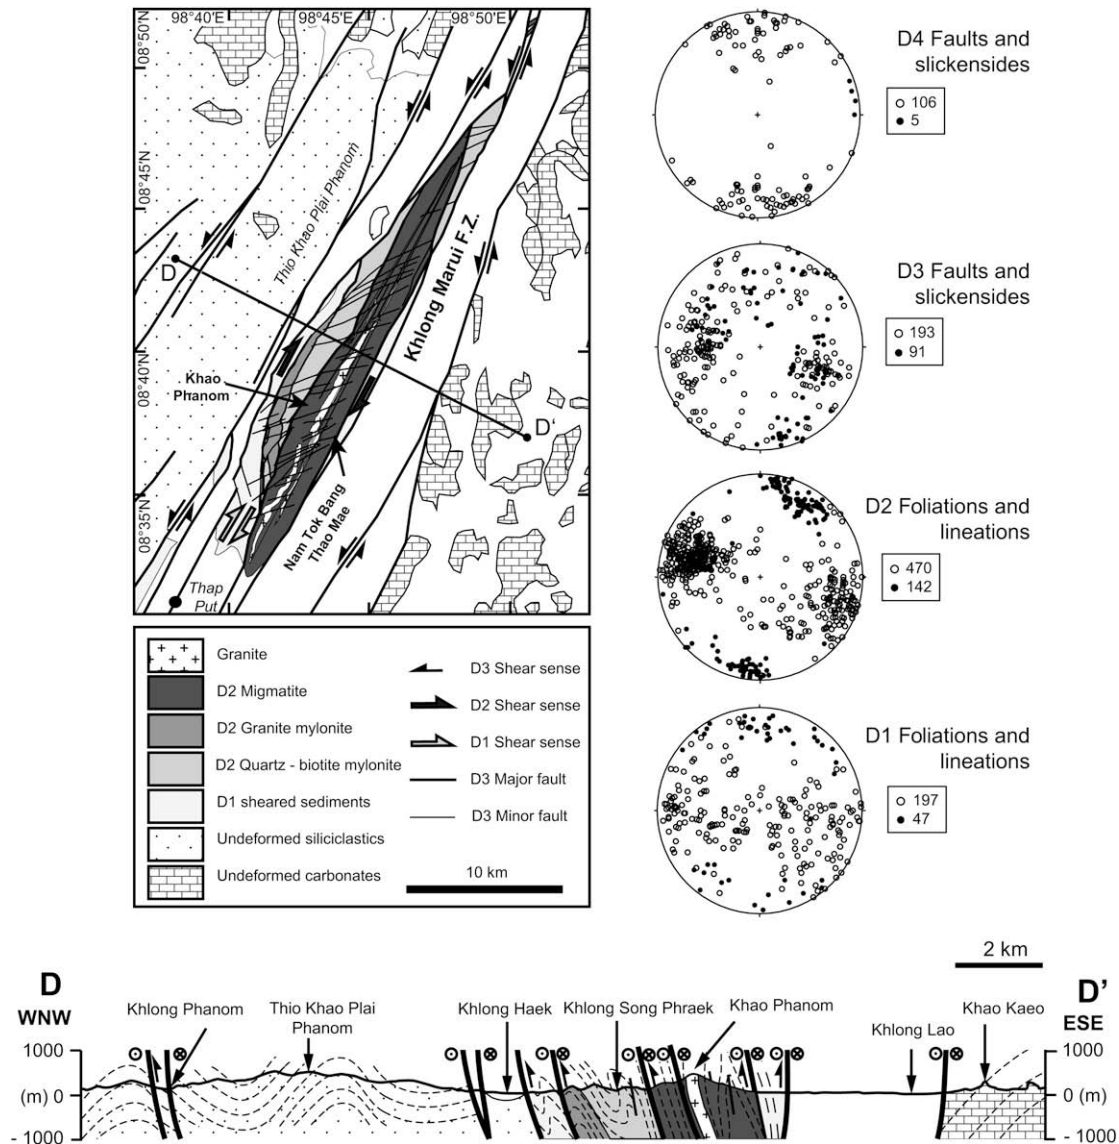 98°40'E
98°45'E
98°50'E
08°50'N
08°45'N
08°40'N
08°35'N
Thio Khao Plai Phanom
Khlong Marui F.Z.
D
D'
Khao
Phanom
Nam Tok Bang
Thao Mae
Thap
Put
Granite
D2 Migmatite
D2 Granite mylonite
D2 Quartz - biotite mylonite
D1 sheared sediments
Undeformed siliciclastics
Undeformed carbonates
D3 Shear sense
D2 Shear sense
D1 Shear sense
D3 Major fault
D3 Minor fault
10 km
D4 Faults and
slickensides
106
5
D3 Faults and
slickensides
193
91
D2 Foliations and
lineations
470
142
D1 Foliations and
lineations
197
47
2 km
D
WNW
D'
ESE
Khlong Phanom
Thio Khao Plai
Phanom
Khlong Haek
Khlong Song Phraek
Khao Phanom
Khlong Lao
Khao Kaeo
1000
(m) 0
- 1000
1000
0 (m)
- 1000